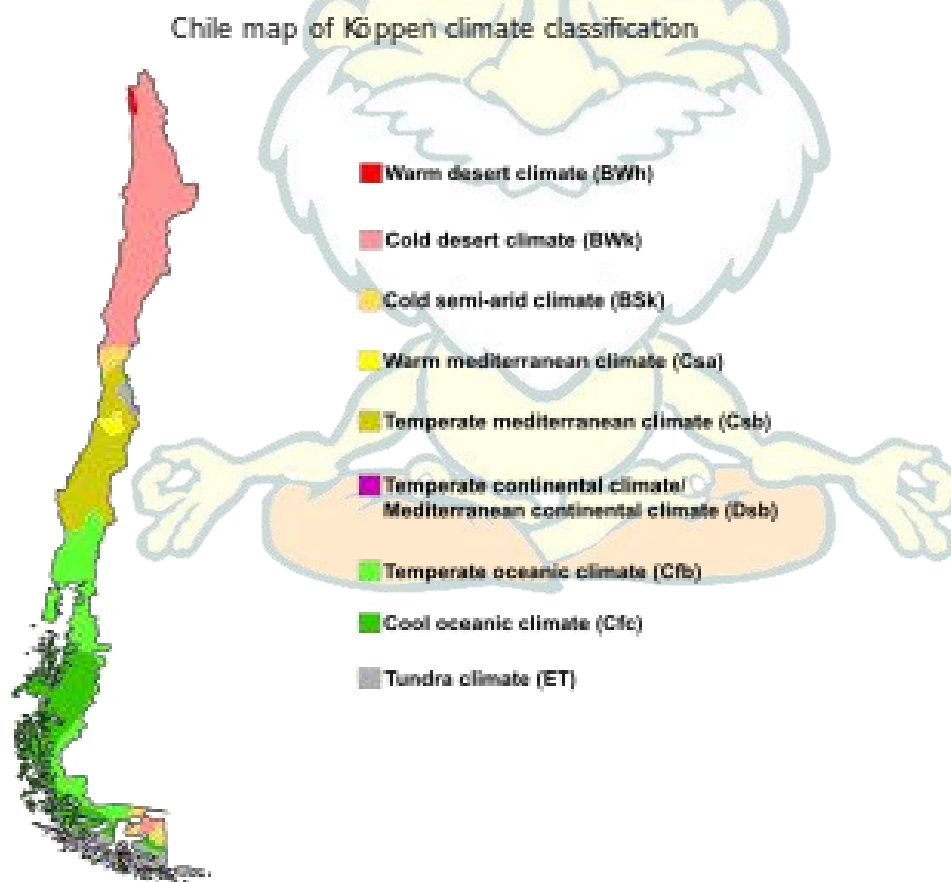 Chile map of Köppen climate classification
Warm desert climate (BWh)
Cold desert climate (BWk)
Cold semi-arid climate (BSk)
Warm mediterranean climate (Csa)
Temperate mediterranean climate (Csb)
Temperate continental climate/
Mediterranean continental climate (Dsb)
Temperate oceanic climate (Cfb)
Cool oceanic climate (Cfc)
Tundra climate (ET)